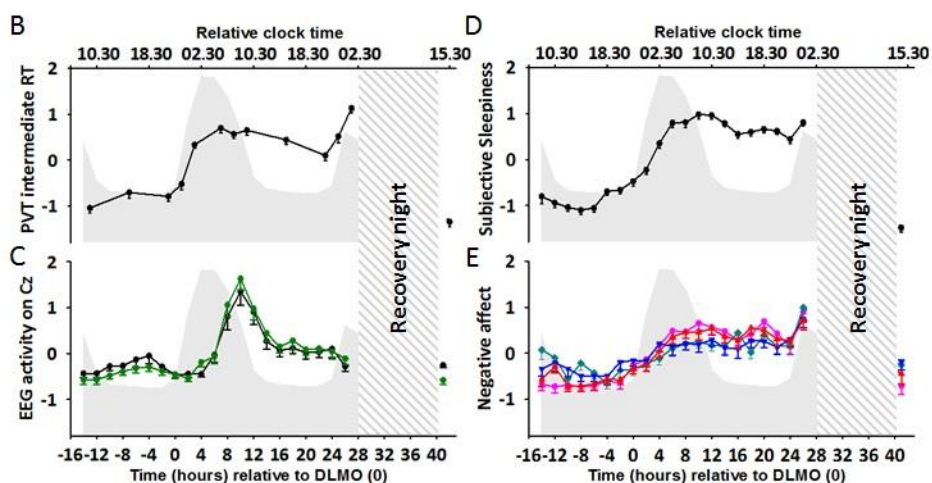 B
Relative clock time
10.30 18.30 02.30 10.30 18.30 02.30 15.30
2
1
0
-1
PVT intermediate RT
C
2
1
0
-1
EEG activity on Cz
Recovery night
-16 -12 -8 -4 0 4 8 12 16 20 24 28 32 36 40
Time (hours) relative to DLMO (0)
D
Relative clock time
10.30 18.30 02.30 10.30 18.30 02.30 15.30
2
1
0
-1
Subjective Sleepiness
E
2
1
0
-1
Negative affect
Recovery night
-16 -12 -8 -4 0 4 8 12 16 20 24 28 32 36 40
Time (hours) relative to DLMO (0)